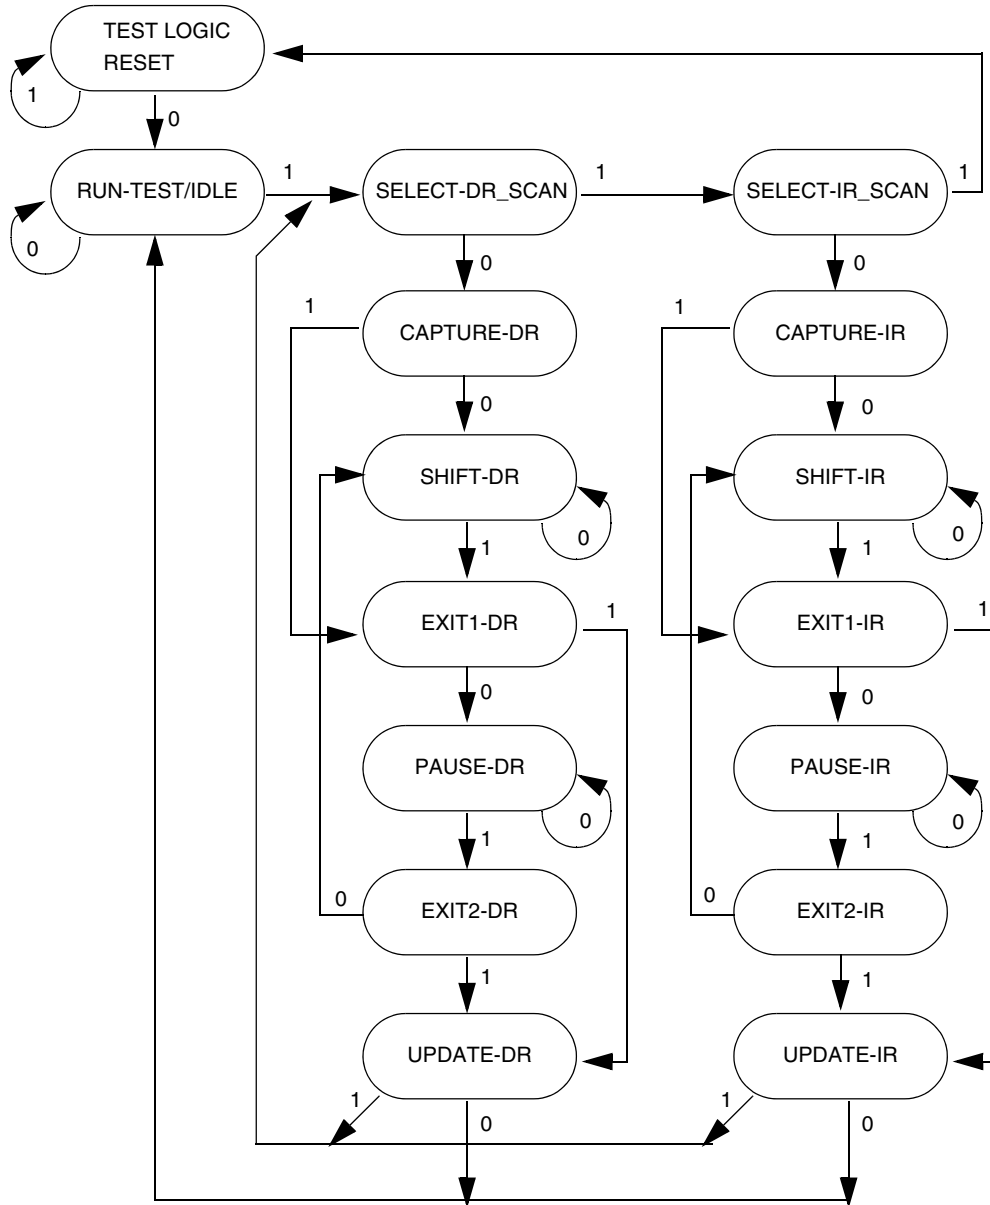 TEST LOGIC
RESET
1
0
RUN-TEST/IDLE
1
SELECT-DR_SCAN
1
SELECT-IR_SCAN
1
0
0
0
1
CAPTURE-DR
1
CAPTURE-IR
0
0
SHIFT-DR
0
SHIFT-IR
0
1
1
EXIT1-DR
1
EXIT1-IR
1
0
0
PAUSE-DR
0
PAUSE-IR
0
1
1
0
EXIT2-DR
0
EXIT2-IR
1
1
UPDATE-DR
UPDATE-IR
1
0
1
0